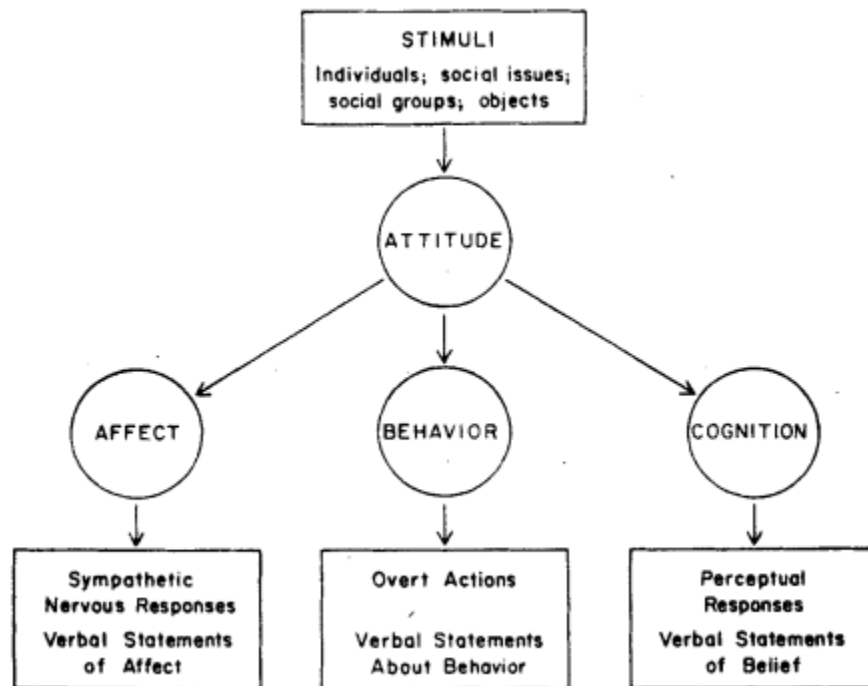 STIMULI
Individuals; social issues;
social groups; objects
ATTITUDE
AFFECT
BEHAVIOR
COGNITION
Sympathetic
Nervous Responses
Verbal Statements
of Affect
Overt Actions
Verbal Statements
About Behavior
Perceptual
Responses
Verbal Statements
of Belief